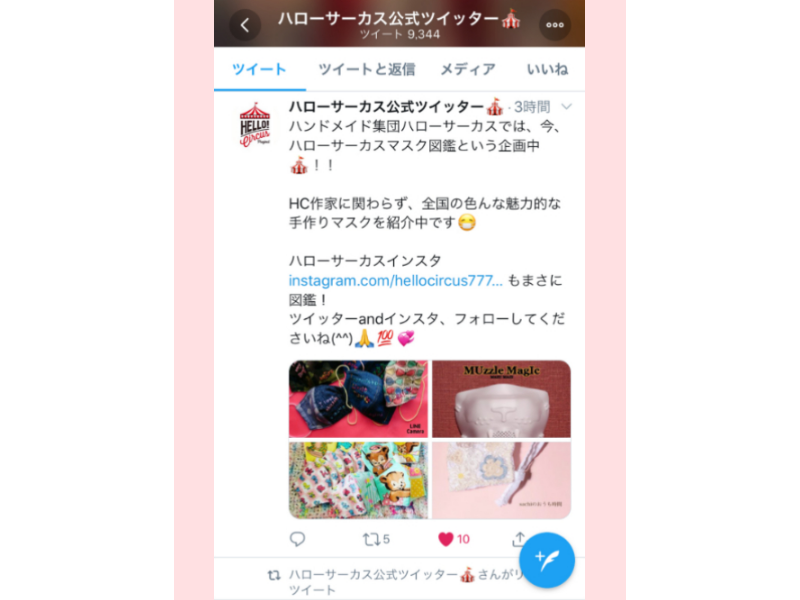 ハローサーカス公式ツイッター🎪
ツイート 9,344
ツイート ツイートと返信 メディア いいね
ハローサーカス公式ツイッター🎪 · 3時間
HELLO! Circus Project
ハンドメイド集団ハローサーカスでは、今、
ハローサーカスマスク図鑑という企画中
🎪！！
HC作家に関わらず、全国の色んな魅力的な
手作りマスクを紹介中です😷
ハローサーカスインスタ
instagram.com/hellocircus777... もまさに
図鑑！
ツイッターandインスタ、フォローしてくだ
さいね(^^)🙏💯💞
LINE
Camera
MUzzle MagIc
5
10
ハローサーカス公式ツイッター🎪さんがリ
ツイート